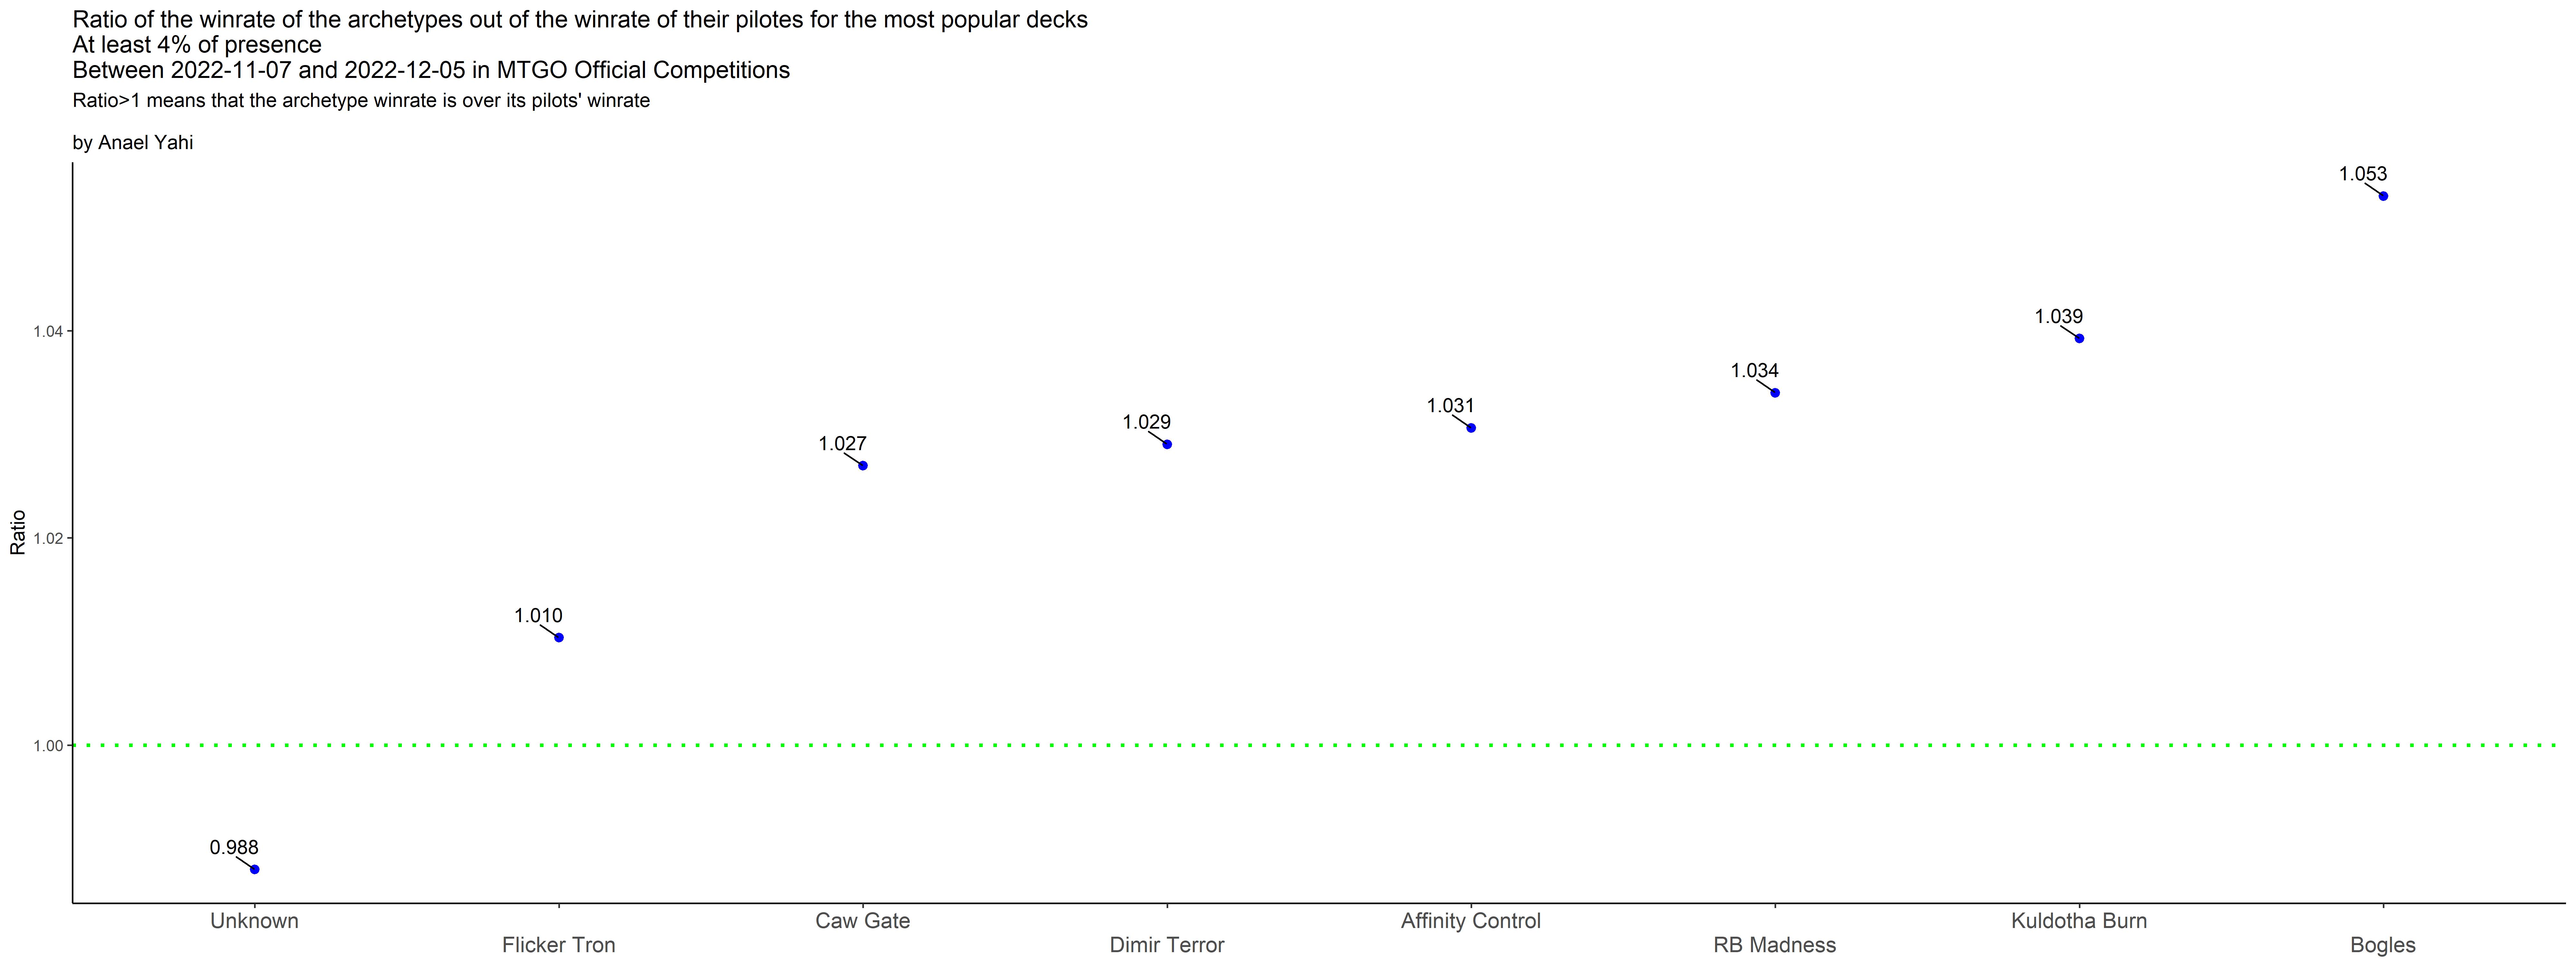 Ratio of the winrate of the archetypes out of the winrate of their pilotes for the most popular decks
At least 4% of presence
Between 2022-11-07 and 2022-12-05 in MTGO Official Competitions
Ratio>1 means that the archetype winrate is over its pilots' winrate
by Anael Yahi
1.053
1.04
1.039
1.034
1.031
1.029
1.027
Ratio
1.02
1.010
1.00
0.988
Unknown
Caw Gate
Affinity Control
Kuldotha Burn
Flicker Tron
Dimir Terror
RB Madness
Bogles